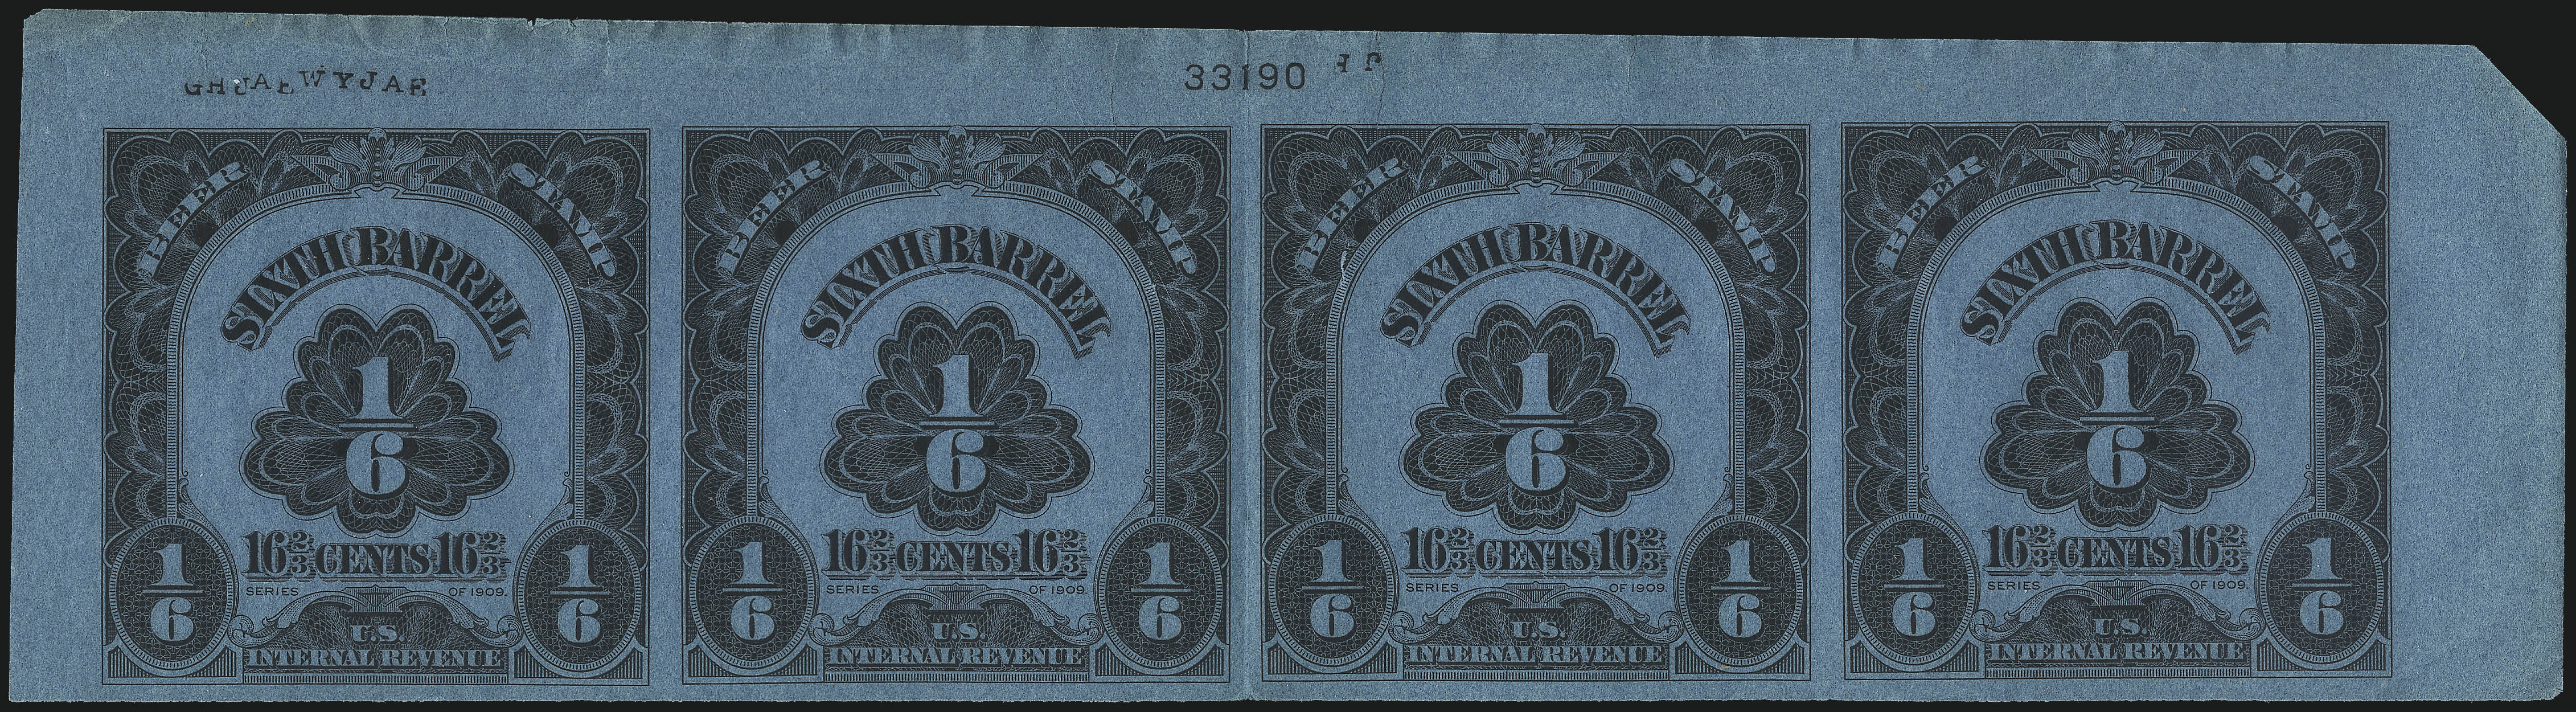 33190
BEER STAMP
SIXTH BARREL
1/6
16 2/3 CENTS 16 2/3
SERIES OF 1909.
1/6 1/6
U.S.
INTERNAL REVENUE
BEER STAMP
SIXTH BARREL
1/6
16 2/3 CENTS 16 2/3
SERIES OF 1909.
1/6 1/6
U.S.
INTERNAL REVENUE
BEER STAMP
SIXTH BARREL
1/6
16 2/3 CENTS 16 2/3
SERIES OF 1909.
1/6 1/6
U.S.
INTERNAL REVENUE
BEER STAMP
SIXTH BARREL
1/6
16 2/3 CENTS 16 2/3
SERIES OF 1909.
1/6 1/6
U.S.
INTERNAL REVENUE